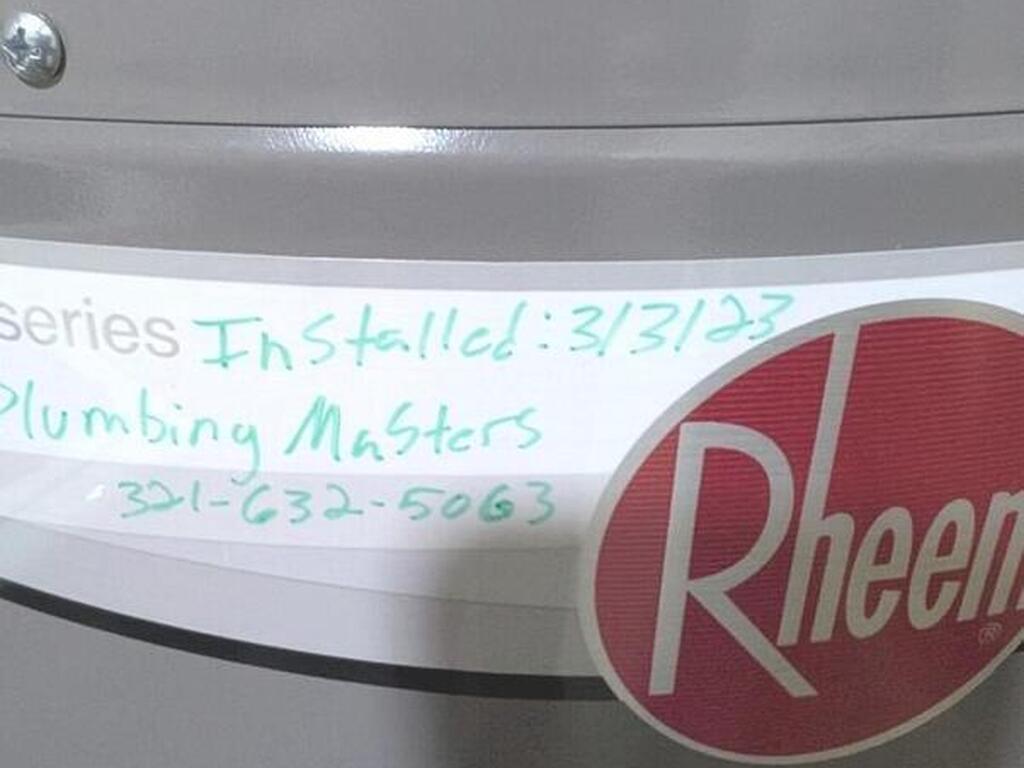 series Installed: 3/3/23
Plumbing Masters
321-632-5063
Rheem®